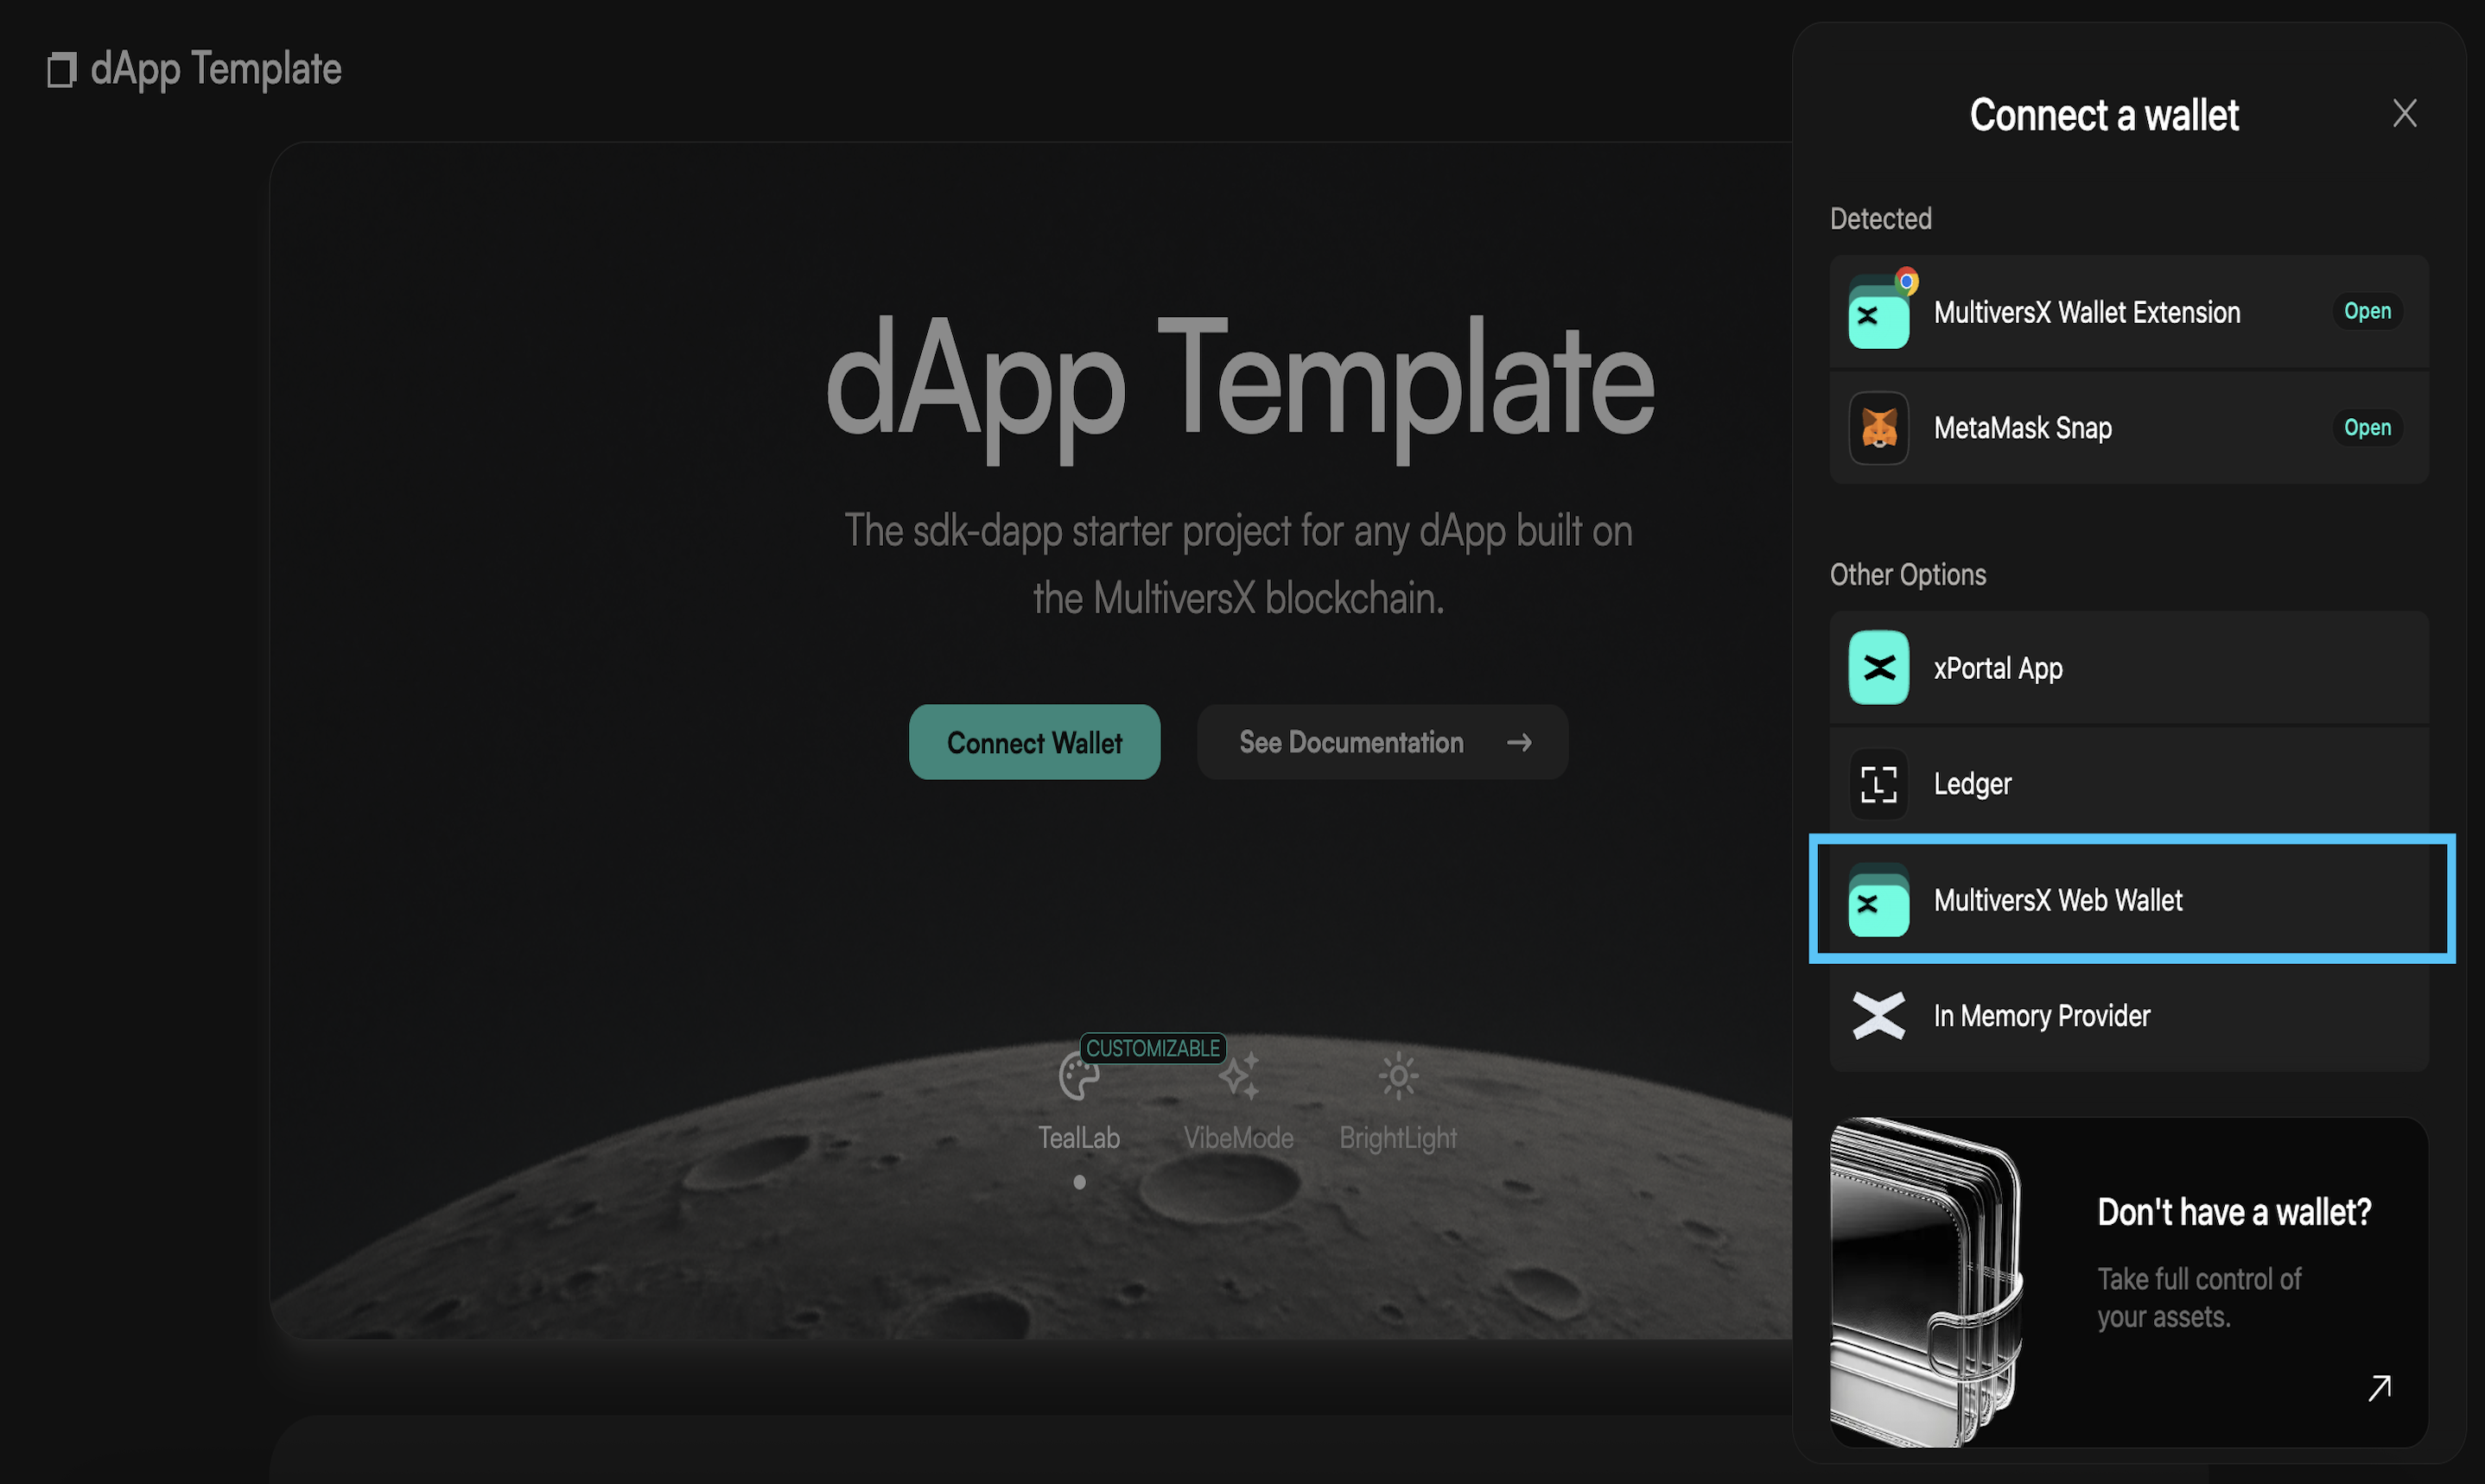 dApp Template
dApp Template
The sdk-dapp starter project for any dApp built on
the MultiversX blockchain.
Connect Wallet
See Documentation
CUSTOMIZABLE
TealLab
VibeMode
BrightLight
Connect a wallet
Detected
MultiversX Wallet Extension
Open
MetaMask Snap
Open
Other Options
xPortal App
Ledger
MultiversX Web Wallet
In Memory Provider
Don't have a wallet?
Take full control of
your assets.